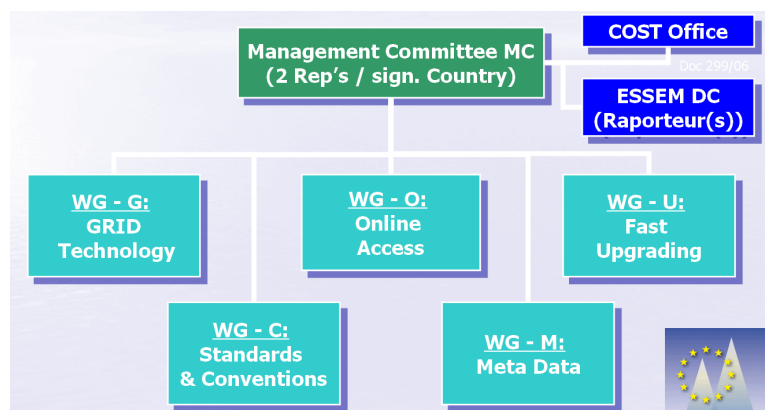 Management Committee MC
(2 Rep's / sign. Country)
COST Office
Doc 299/06
ESSEM DC
(Raporteur(s))
WG - G:
GRID
Technology
WG - O:
Online
Access
WG - U:
Fast
Upgrading
WG - C:
Standards
& Conventions
WG - M:
Meta Data